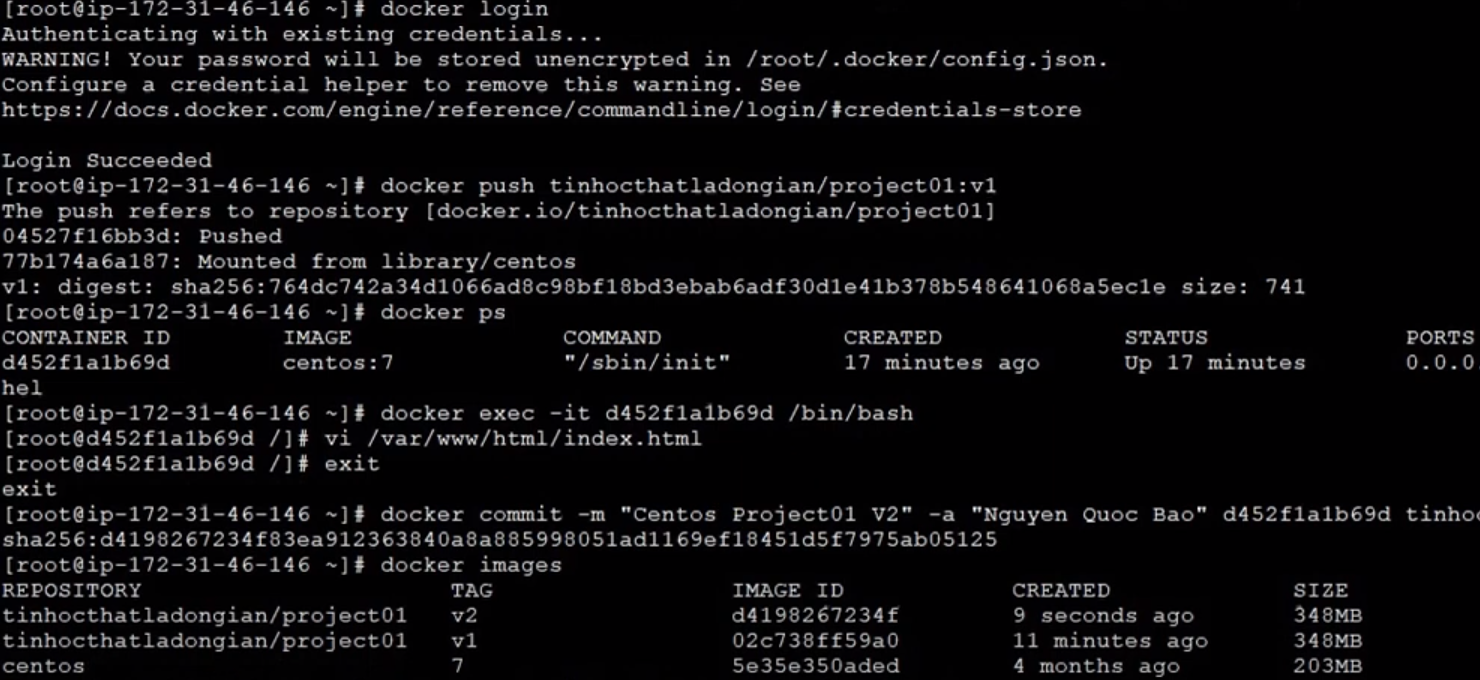 [root@ip-172-31-46-146 ~]# docker login
Authenticating with existing credentials...
WARNING! Your password will be stored unencrypted in /root/.docker/config.json.
Configure a credential helper to remove this warning. See
https://docs.docker.com/engine/reference/commandline/login/#credentials-store
Login Succeeded
[root@ip-172-31-46-146 ~]# docker push tinhocthatladongian/project01:v1
The push refers to repository [docker.io/tinhocthatladongian/project01]
04527f16bb3d: Pushed
77b174a6a187: Mounted from library/centos
v1: digest: sha256:764dc742a34d1066ad8c98bf18bd3ebab6adf30d1e41b378b548641068a5ec1e size: 741
[root@ip-172-31-46-146 ~]# docker ps
CONTAINER ID IMAGE COMMAND CREATED STATUS PORTS
d452f1a1b69d centos:7 "/sbin/init" 17 minutes ago Up 17 minutes 0.0.0.
hel
[root@ip-172-31-46-146 ~]# docker exec -it d452f1a1b69d /bin/bash
[root@d452f1a1b69d /]# vi /var/www/html/index.html
[root@d452f1a1b69d /]# exit
exit
[root@ip-172-31-46-146 ~]# docker commit -m "Centos Project01 V2" -a "Nguyen Quoc Bao" d452f1a1b69d tinhoc
sha256:d4198267234f83ea912363840a8a885998051ad1169ef18451d5f7975ab05125
[root@ip-172-31-46-146 ~]# docker images
REPOSITORY TAG IMAGE ID CREATED SIZE
tinhocthatladongian/project01 v2 d4198267234f 9 seconds ago 348MB
tinhocthatladongian/project01 v1 02c738ff59a0 11 minutes ago 348MB
centos 7 5e35e350aded 4 months ago 203MB